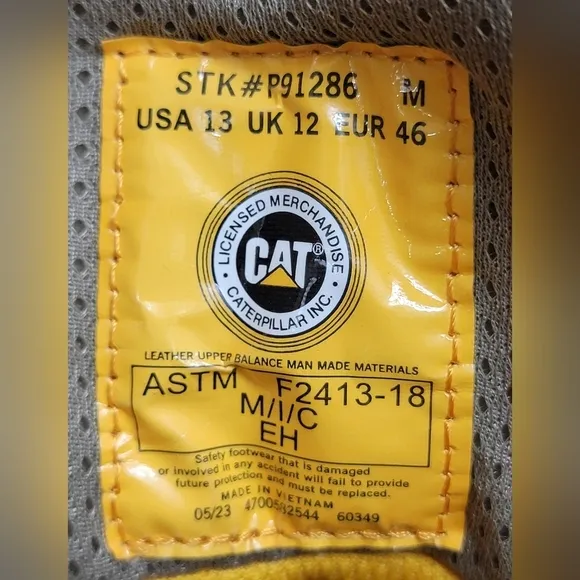 STK#P91286 M
USA 13 UK 12 EUR 46
LICENSED MERCHANDISE
CAT®
CATERPILLAR INC.
LEATHER UPPER BALANCE MAN MADE MATERIALS
ASTM F2413-18
M/I/C
EH
Safety footwear that is damaged
or involved in any accident will fail to provide
future protection and must be replaced.
MADE IN VIETNAM
05/23 4700582544 60349